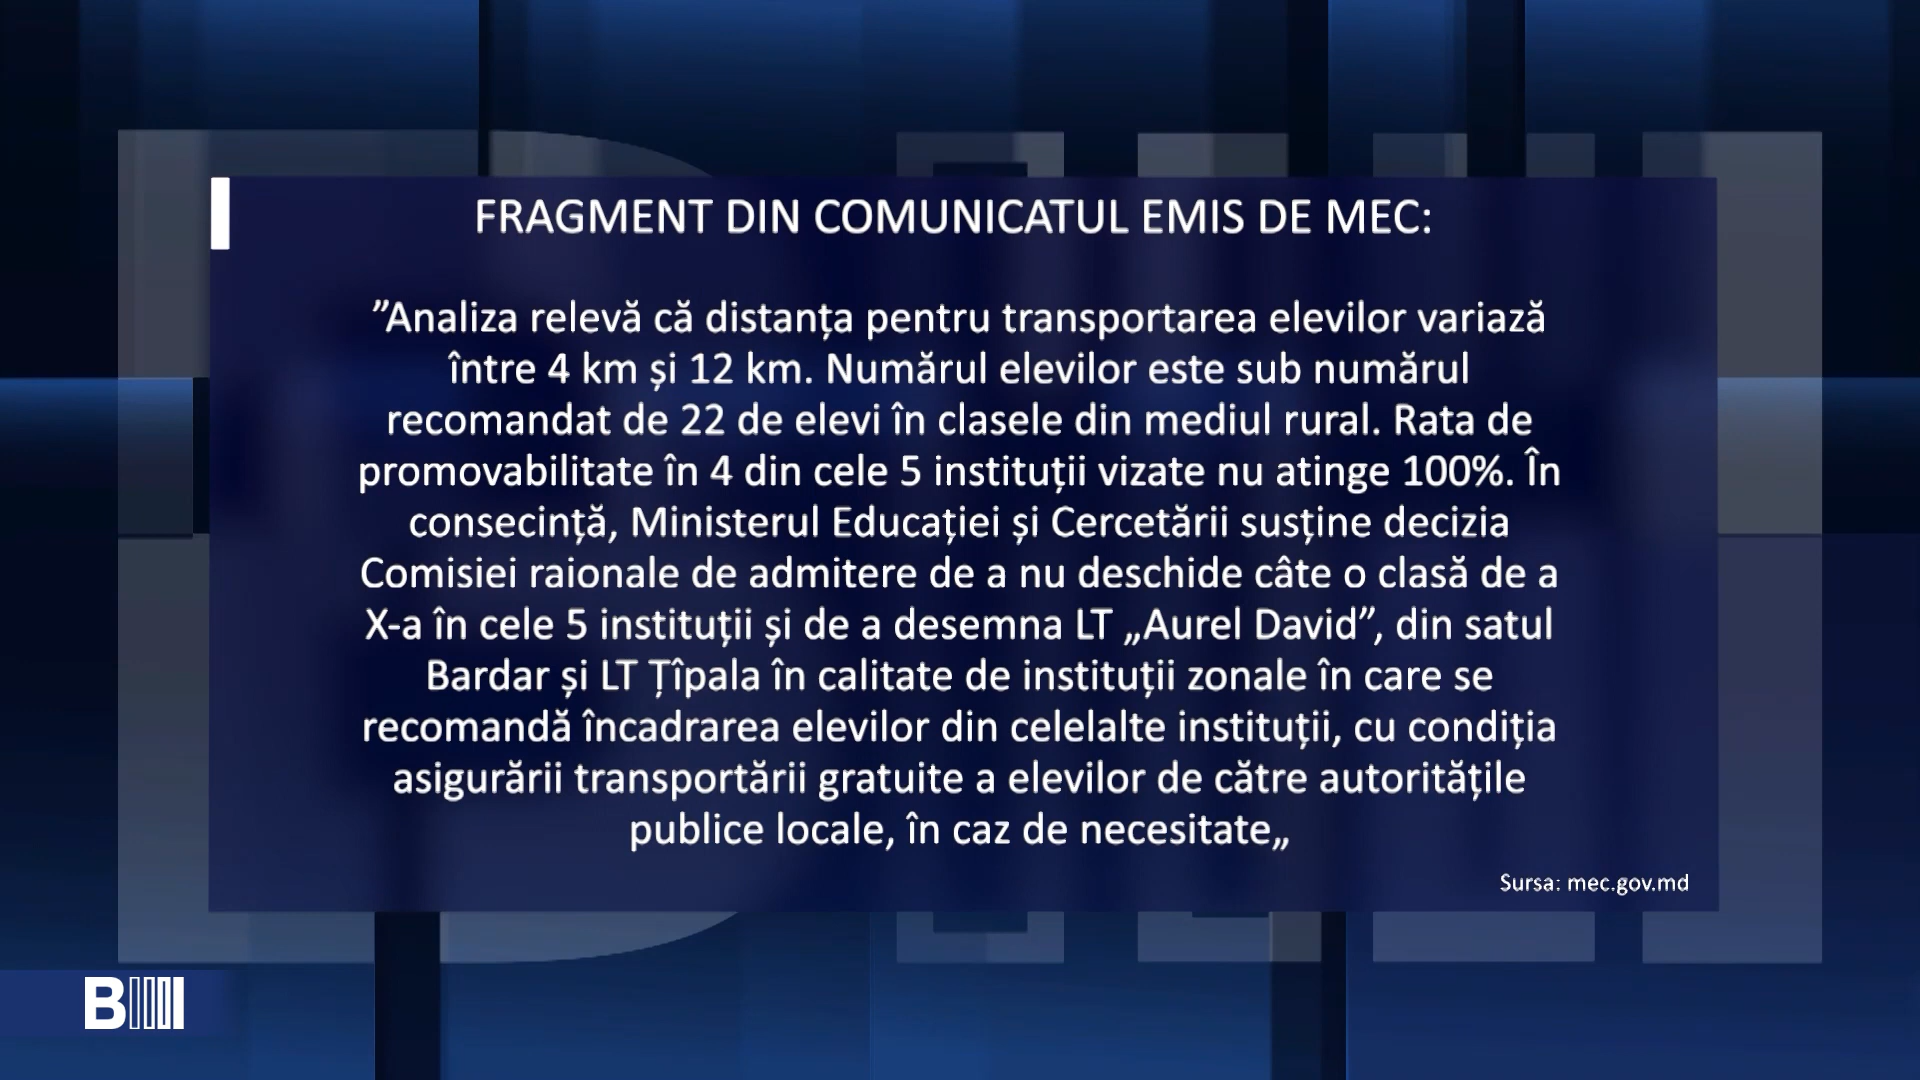 FRAGMENT DIN COMUNICATUL EMIS DE MEC:
”Analiza relevă că distanța pentru transportarea elevilor variază
între 4 km și 12 km. Numărul elevilor este sub numărul
recomandat de 22 de elevi în clasele din mediul rural. Rata de
promovabilitate în 4 din cele 5 instituții vizate nu atinge 100%. În
consecință, Ministerul Educației și Cercetării susține decizia
Comisiei raionale de admitere de a nu deschide câte o clasă de a
X-a în cele 5 instituții și de a desemna LT „Aurel David”, din satul
Bardar și LT Țîpala în calitate de instituții zonale în care se
recomandă încadrarea elevilor din celelalte instituții, cu condiția
asigurării transportării gratuite a elevilor de către autoritățile
publice locale, în caz de necesitate„
Sursa: mec.gov.md
B